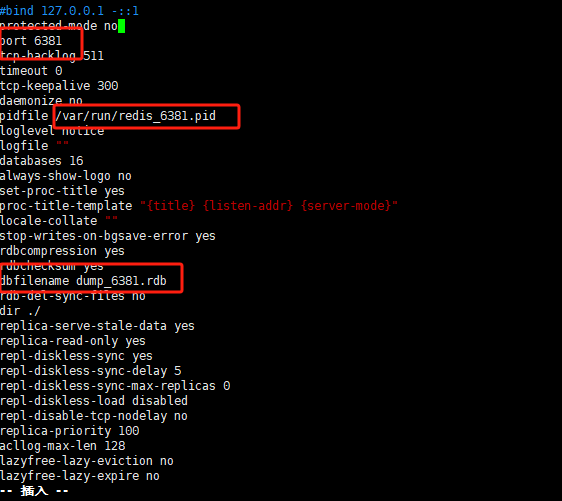 #bind 127.0.0.1 -::1
protected-mode no
port 6381
tcp-backlog 511
timeout 0
tcp-keepalive 300
daemonize no
pidfile /var/run/redis_6381.pid
loglevel notice
logfile ""
databases 16
always-show-logo no
set-proc-title yes
proc-title-template "{title} {listen-addr} {server-mode}"
locale-collate ""
stop-writes-on-bgsave-error yes
rdbcompression yes
rdbchecksum yes
dbfilename dump_6381.rdb
rdb-del-sync-files no
dir ./
replica-serve-stale-data yes
replica-read-only yes
repl-diskless-sync yes
repl-diskless-sync-delay 5
repl-diskless-sync-max-replicas 0
repl-diskless-load disabled
repl-disable-tcp-nodelay no
replica-priority 100
acllog-max-len 128
lazyfree-lazy-eviction no
lazyfree-lazy-expire no
-- 插入 --